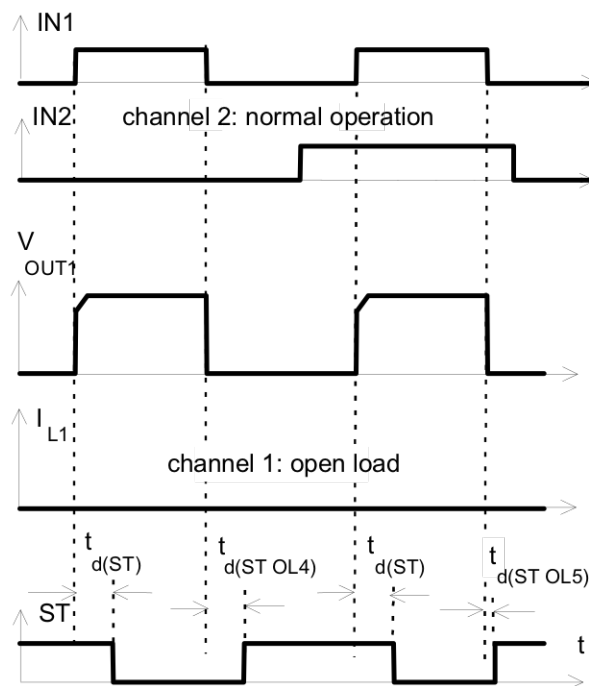 IN1
IN2
channel 2: normal operation
V
OUT1
I L1
channel 1: open load
t d(ST)
t d(ST OL4)
t d(ST)
t d(ST OL5)
ST
t